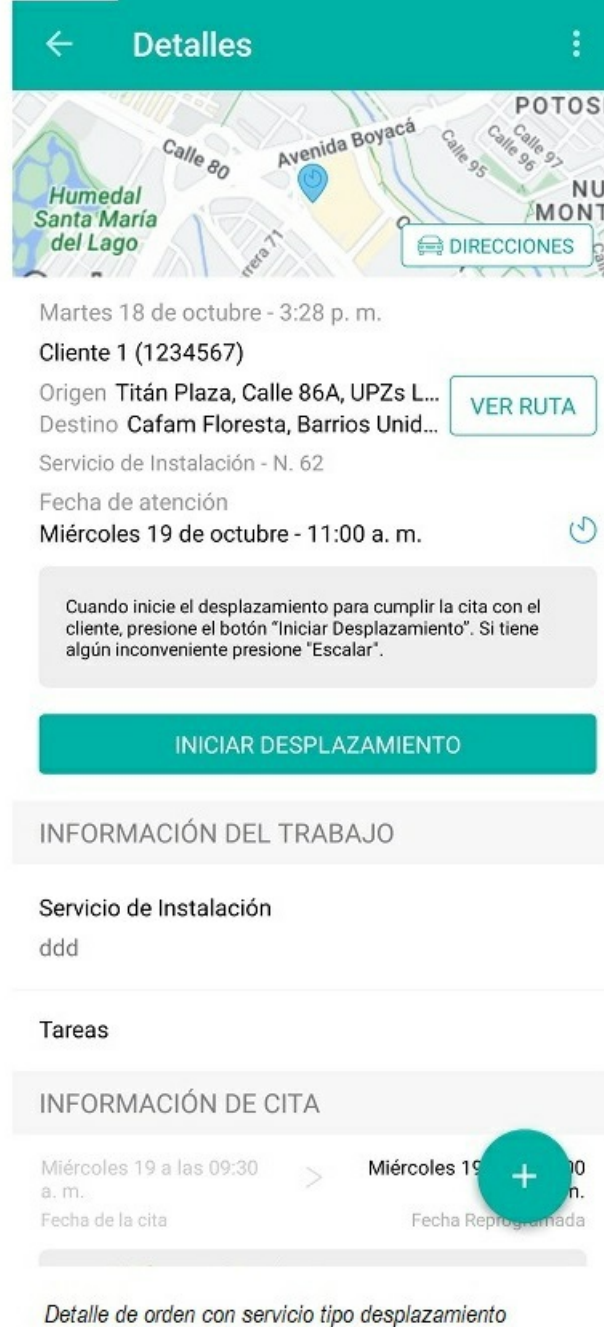 Detalles
POTOS
Calle 80
Avenida Boyacá
Calle 95
Calle 96
Calle 97
Humedal
Santa María
del Lago
NU
MONT
DIRECCIONES
Martes 18 de octubre - 3:28 p. m.
Cliente 1 (1234567)
Origen Titán Plaza, Calle 86A, UPZs L...
Destino Cafam Floresta, Barrios Unid...
VER RUTA
Servicio de Instalación - N. 62
Fecha de atención
Miércoles 19 de octubre - 11:00 a. m.
Cuando inicie el desplazamiento para cumplir la cita con el
cliente, presione el botón “Iniciar Desplazamiento”. Si tiene
algún inconveniente presione "Escalar".
INICIAR DESPLAZAMIENTO
INFORMACIÓN DEL TRABAJO
Servicio de Instalación
ddd
Tareas
INFORMACIÓN DE CITA
Miércoles 19 a las 09:30
a. m.
Fecha de la cita
>
Miércoles 19
Fecha Reprogramada
+
Detalle de orden con servicio tipo desplazamiento